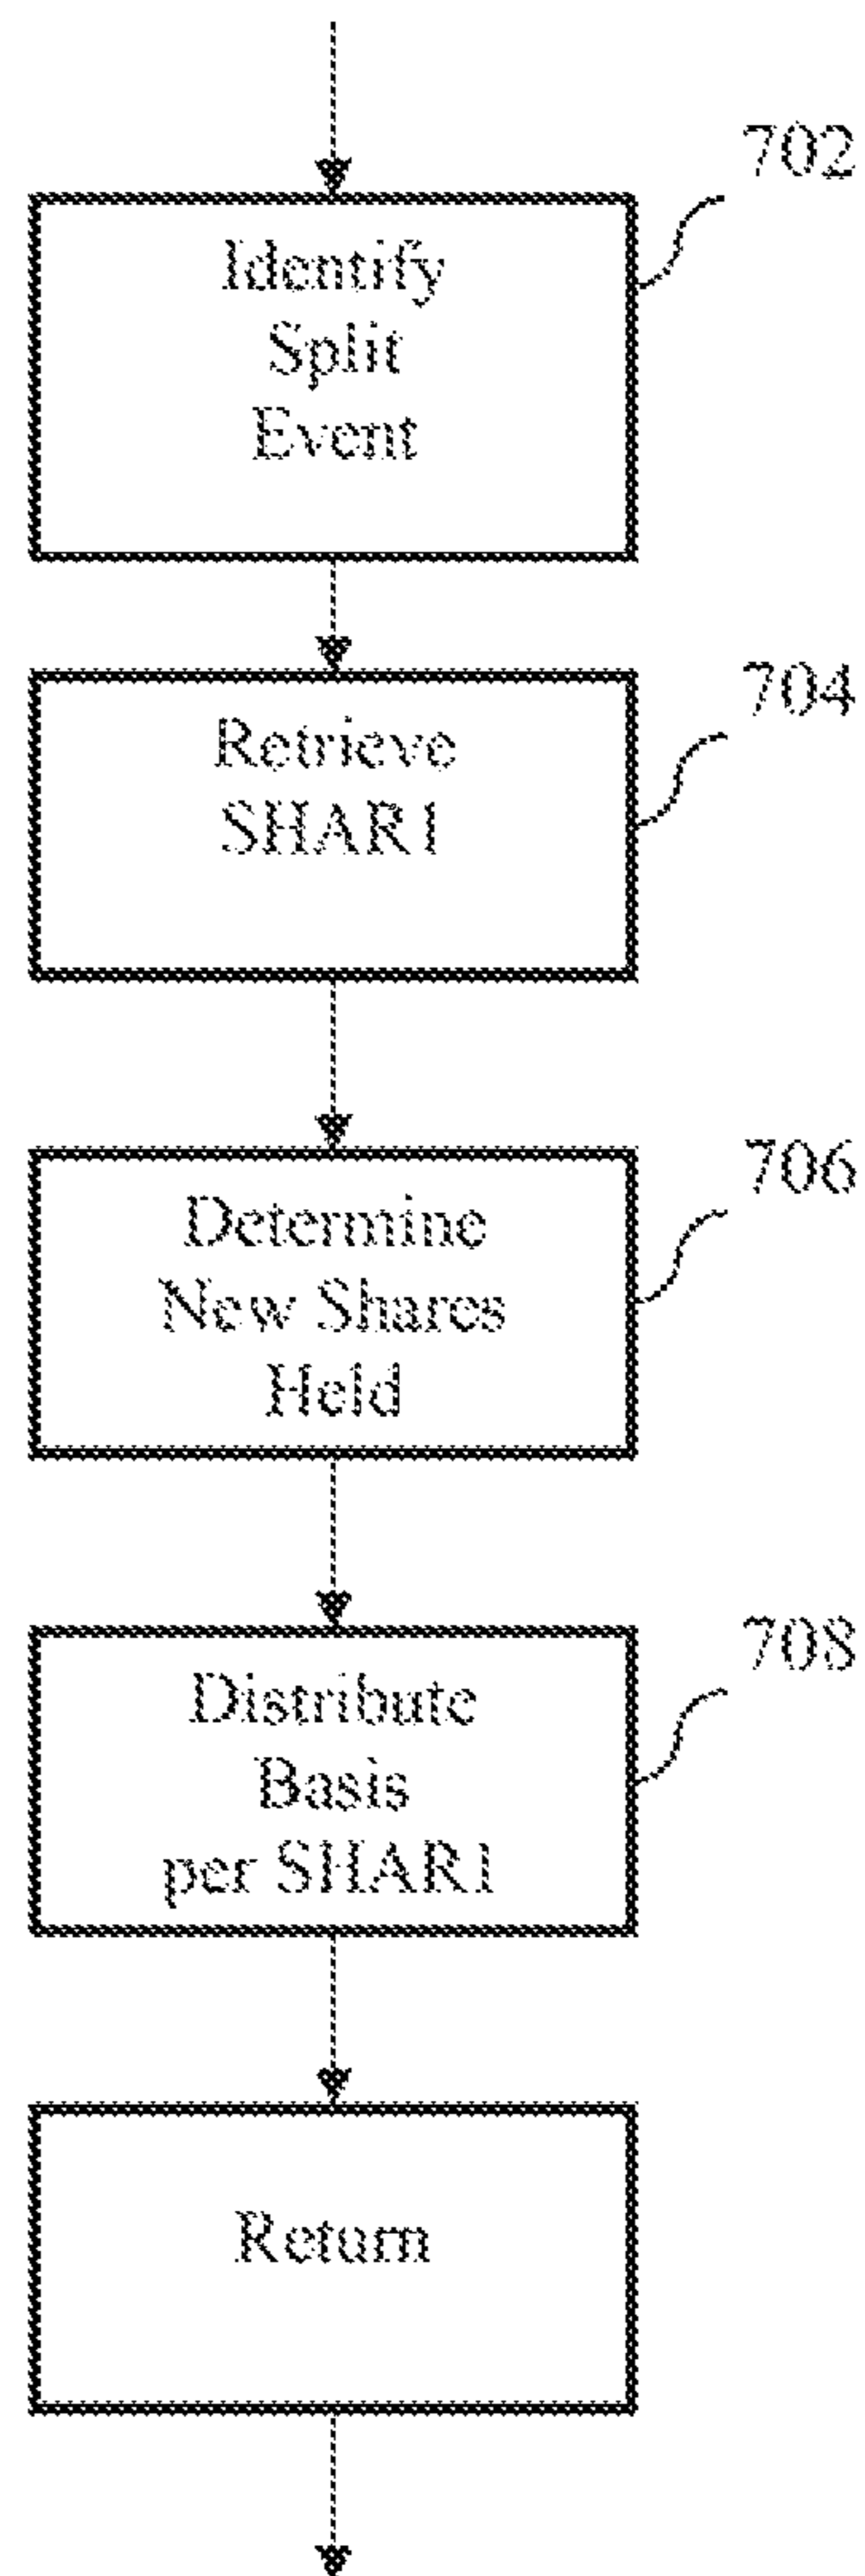 702
Identify
Split
Event
704
Retrieve
SHAR1
706
Determine
New Shares
Held
708
Distribute
Basis
per SHAR1
Return